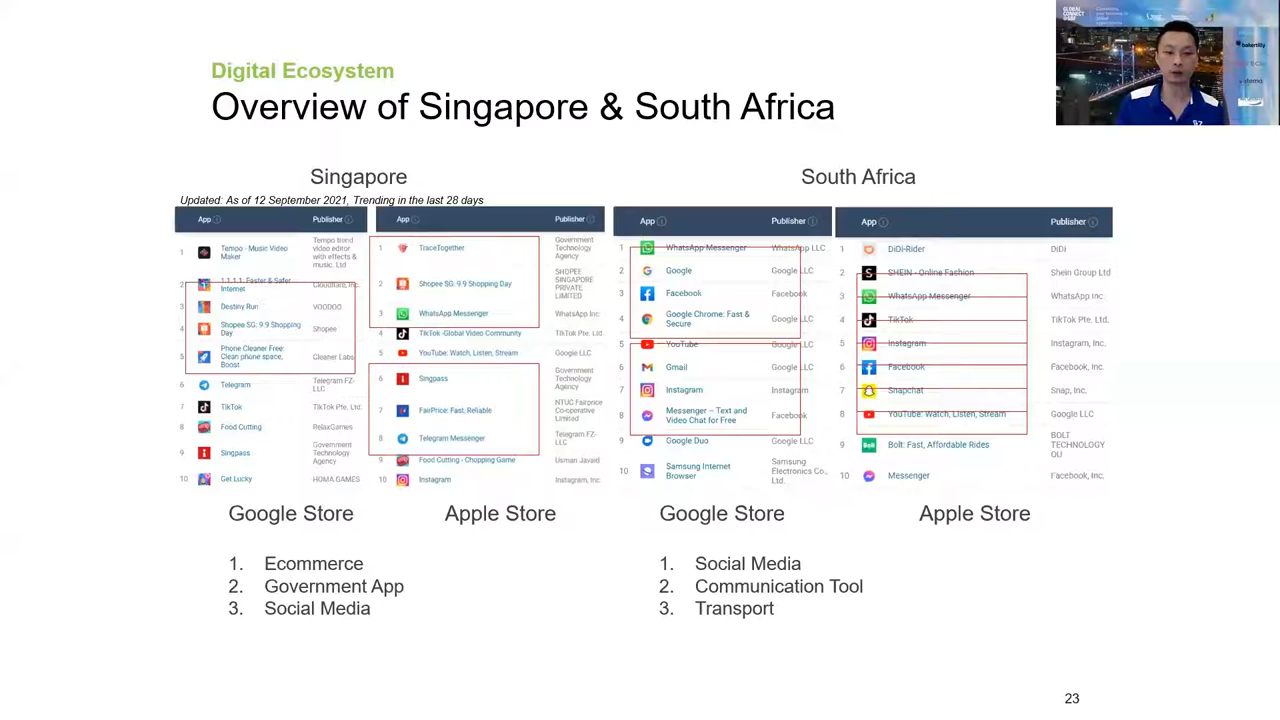 Digital Ecosystem
Overview of Singapore & South Africa
GLOBAL
CONNECT
@SBF
bakertilly
Singapore
South Africa
Updated: As of 12 September 2021, Trending in the last 28 days
App Publisher
1 Tempo - Music Video Maker Tempo trend video editor with effects & music. Ltd
2 1.1.1.1: Faster & Safer Internet Cloudflare, Inc.
3 Destiny Run VOODOO
4 Shopee SG: 9.9 Shopping Day Shopee
5 Phone Cleaner Free: Clean phone space, Boost Cleaner Labs
6 Telegram Telegram FZ-LLC
7 TikTok TikTok Pte. Ltd.
8 Food Cutting RelaxGames
9 Singpass Government Technology Agency
10 Get Lucky HOMA GAMES
App Publisher
1 TraceTogether Government Technology Agency
2 Shopee SG: 9.9 Shopping Day SHOPEE SINGAPORE PRIVATE LIMITED
3 WhatsApp Messenger WhatsApp Inc.
4 TikTok -Global Video Community TikTok Pte. Ltd.
5 YouTube: Watch, Listen, Stream Google LLC
6 Singpass Government Technology Agency
7 FairPrice: Fast, Reliable NTUC Fairprice Co-operative Limited
8 Telegram Messenger Telegram FZ-LLC
9 Food Cutting - Chopping Game Usman Javaid
10 Instagram Instagram, Inc
App Publisher
1 WhatsApp Messenger WhatsApp LLC
2 Google Google LLC
3 Facebook Facebook
4 Google Chrome: Fast & Secure Google LLC
5 YouTube Google LLC
6 Gmail Google LLC
7 Instagram Instagram
8 Messenger – Text and Video Chat for Free Facebook
9 Google Duo Google LLC
10 Samsung Internet Browser Samsung Electronics Co., Ltd.
App Publisher
1 DiDi-Rider DiDi
2 SHEIN - Online Fashion Shein Group Ltd
3 WhatsApp Messenger WhatsApp Inc.
4 TikTok TikTok Pte. Ltd.
5 Instagram Instagram, Inc.
6 Facebook Facebook, Inc.
7 Snapchat Snap, Inc.
8 YouTube: Watch, Listen, Stream Google LLC
9 Bolt: Fast, Affordable Rides BOLT TECHNOLOGY OU
10 Messenger Facebook, Inc.
Google Store
Apple Store
Google Store
Apple Store
1. Ecommerce
2. Government App
3. Social Media
1. Social Media
2. Communication Tool
3. Transport
23